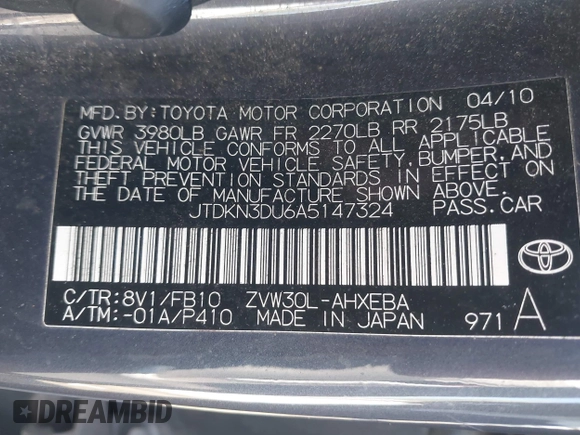 MFD. BY: TOYOTA MOTOR CORPORATION 04/10
GVWR 3980LB GAWR FR 2270LB RR 2175LB
THIS VEHICLE CONFORMS TO ALL APPLICABLE
FEDERAL MOTOR VEHICLE SAFETY, BUMPER, AND
THEFT PREVENTION STANDARDS IN EFFECT ON
THE DATE OF MANUFACTURE SHOWN ABOVE.
JTDKN3DU6A5147324 PASS. CAR
TOYOTA
C/TR: 8V1/FB10 ZVW30L-AHXEBA
A/TM: -01A/P410 MADE IN JAPAN 971 A
DREAMBID